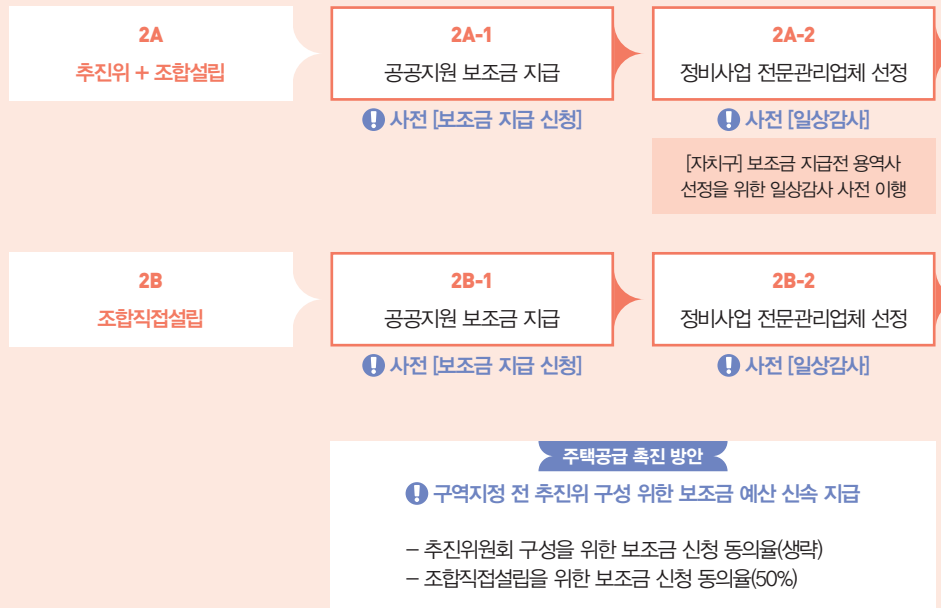 2A
추진위 + 조합설립
2A-1
공공지원 보조금 지급
사전 [보조금 지급 신청]
2A-2
정비사업 전문관리업체 선정
사전 [일상감사]
[자치구] 보조금 지급전 용역사
선정을 위한 일상감사 사전 이행
2B
조합직접설립
2B-1
공공지원 보조금 지급
사전 [보조금 지급 신청]
2B-2
정비사업 전문관리업체 선정
사전 [일상감사]
주택공급 촉진 방안
구역지정 전 추진위 구성 위한 보조금 예산 신속 지급
– 추진위원회 구성을 위한 보조금 신청 동의율(생략)
– 조합직접설립을 위한 보조금 신청 동의율(50%)